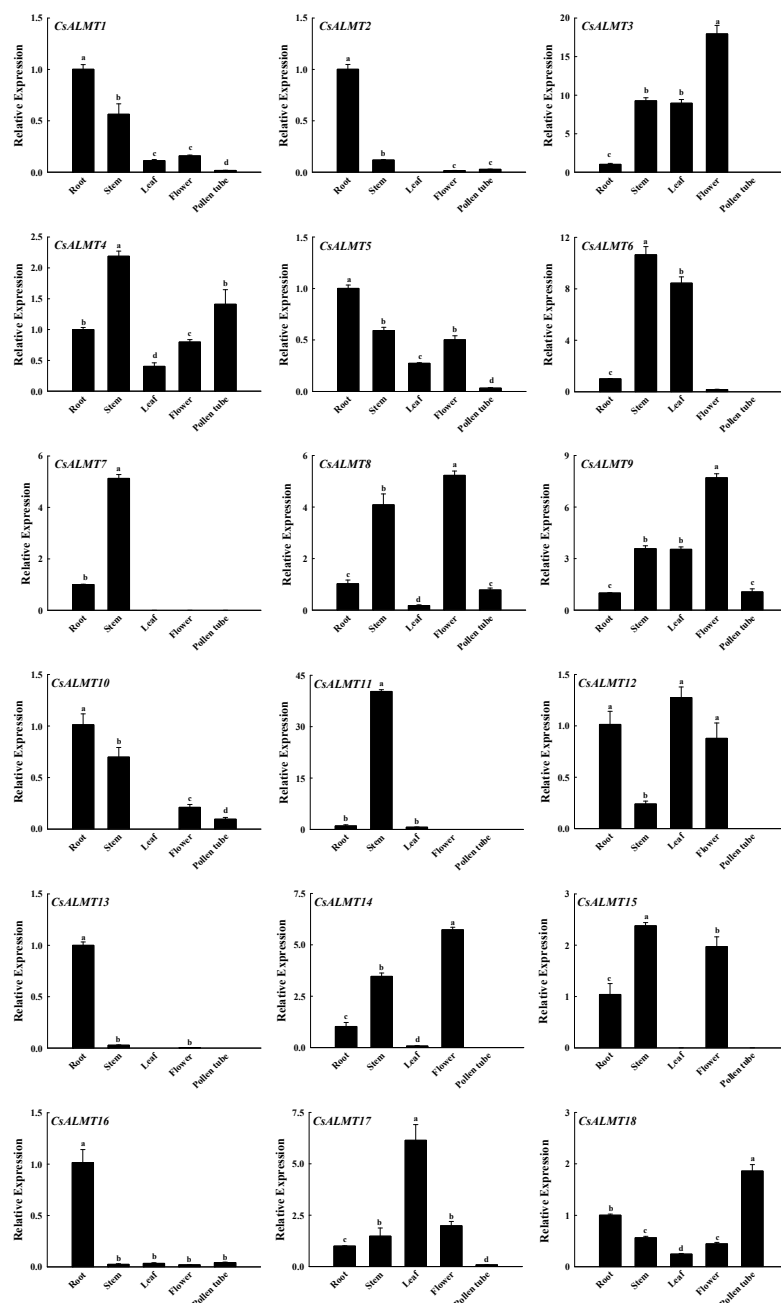 CsALMT1
Relative Expression
1.5
1.0
0.5
0.0
a
b
c
c
d
Root
Stem
Leaf
Flower
Pollen tube
CsALMT2
Relative Expression
1.5
1.0
0.5
0.0
a
b
c
c
Root
Stem
Leaf
Flower
Pollen tube
CsALMT3
Relative Expression
20
15
10
5
0
c
b
b
a
Root
Stem
Leaf
Flower
Pollen tube
CsALMT4
Relative Expression
2.5
2.0
1.5
1.0
0.5
0.0
b
a
d
c
b
Root
Stem
Leaf
Flower
Pollen tube
CsALMT5
Relative Expression
1.5
1.0
0.5
0.0
a
b
c
b
d
Root
Stem
Leaf
Flower
Pollen tube
CsALMT6
Relative Expression
12
8
4
0
c
a
b
Root
Stem
Leaf
Flower
Pollen tube
CsALMT7
Relative Expression
6
4
2
0
b
a
Root
Stem
Leaf
Flower
Pollen tube
CsALMT8
Relative Expression
6
4
2
0
c
b
d
a
c
Root
Stem
Leaf
Flower
Pollen tube
CsALMT9
Relative Expression
9
6
3
0
c
b
b
a
c
Root
Stem
Leaf
Flower
Pollen tube
CsALMT10
Relative Expression
1.5
1.0
0.5
0.0
a
b
c
d
Root
Stem
Leaf
Flower
Pollen tube
CsALMT11
Relative Expression
45
30
15
0
b
a
b
Root
Stem
Leaf
Flower
Pollen tube
CsALMT12
Relative Expression
1.5
1.0
0.5
0.0
a
b
a
a
Root
Stem
Leaf
Flower
Pollen tube
CsALMT13
Relative Expression
1.5
1.0
0.5
0.0
a
b
b
Root
Stem
Leaf
Flower
Pollen tube
CsALMT14
Relative Expression
7.5
5.0
2.5
0.0
c
b
d
a
Root
Stem
Leaf
Flower
Pollen tube
CsALMT15
Relative Expression
3
2
1
0
c
a
b
Root
Stem
Leaf
Flower
Pollen tube
CsALMT16
Relative Expression
1.5
1.0
0.5
0.0
a
b
b
b
b
Root
Stem
Leaf
Flower
Pollen tube
CsALMT17
Relative Expression
7.5
5.0
2.5
0.0
c
b
a
b
d
Root
Stem
Leaf
Flower
Pollen tube
CsALMT18
Relative Expression
3
2
1
0
b
c
d
c
a
Root
Stem
Leaf
Flower
Pollen tube